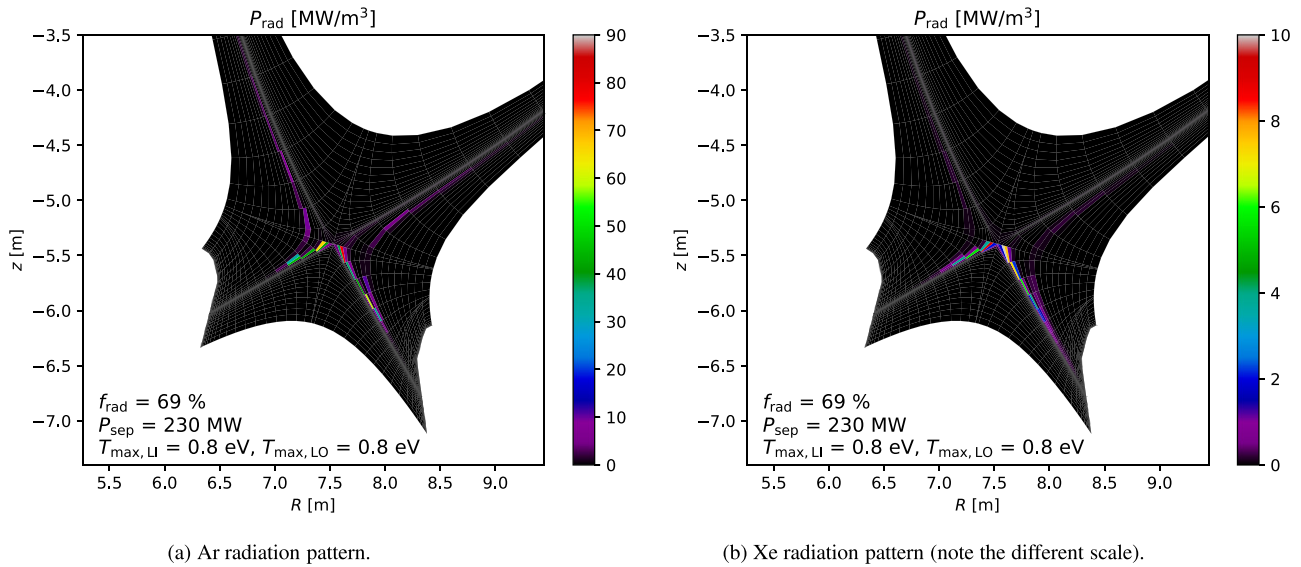 P_rad [MW/m³]
−3.5
−4.0
−4.5
−5.0
−5.5
−6.0
−6.5
−7.0
z [m]
f_rad = 69 %
P_sep = 230 MW
T_max, LI = 0.8 eV, T_max, LO = 0.8 eV
5.5 6.0 6.5 7.0 7.5 8.0 8.5 9.0
R [m]
90
80
70
60
50
40
30
20
10
0
(a) Ar radiation pattern.
P_rad [MW/m³]
−3.5
−4.0
−4.5
−5.0
−5.5
−6.0
−6.5
−7.0
z [m]
f_rad = 69 %
P_sep = 230 MW
T_max, LI = 0.8 eV, T_max, LO = 0.8 eV
5.5 6.0 6.5 7.0 7.5 8.0 8.5 9.0
R [m]
10
8
6
4
2
0
(b) Xe radiation pattern (note the different scale).